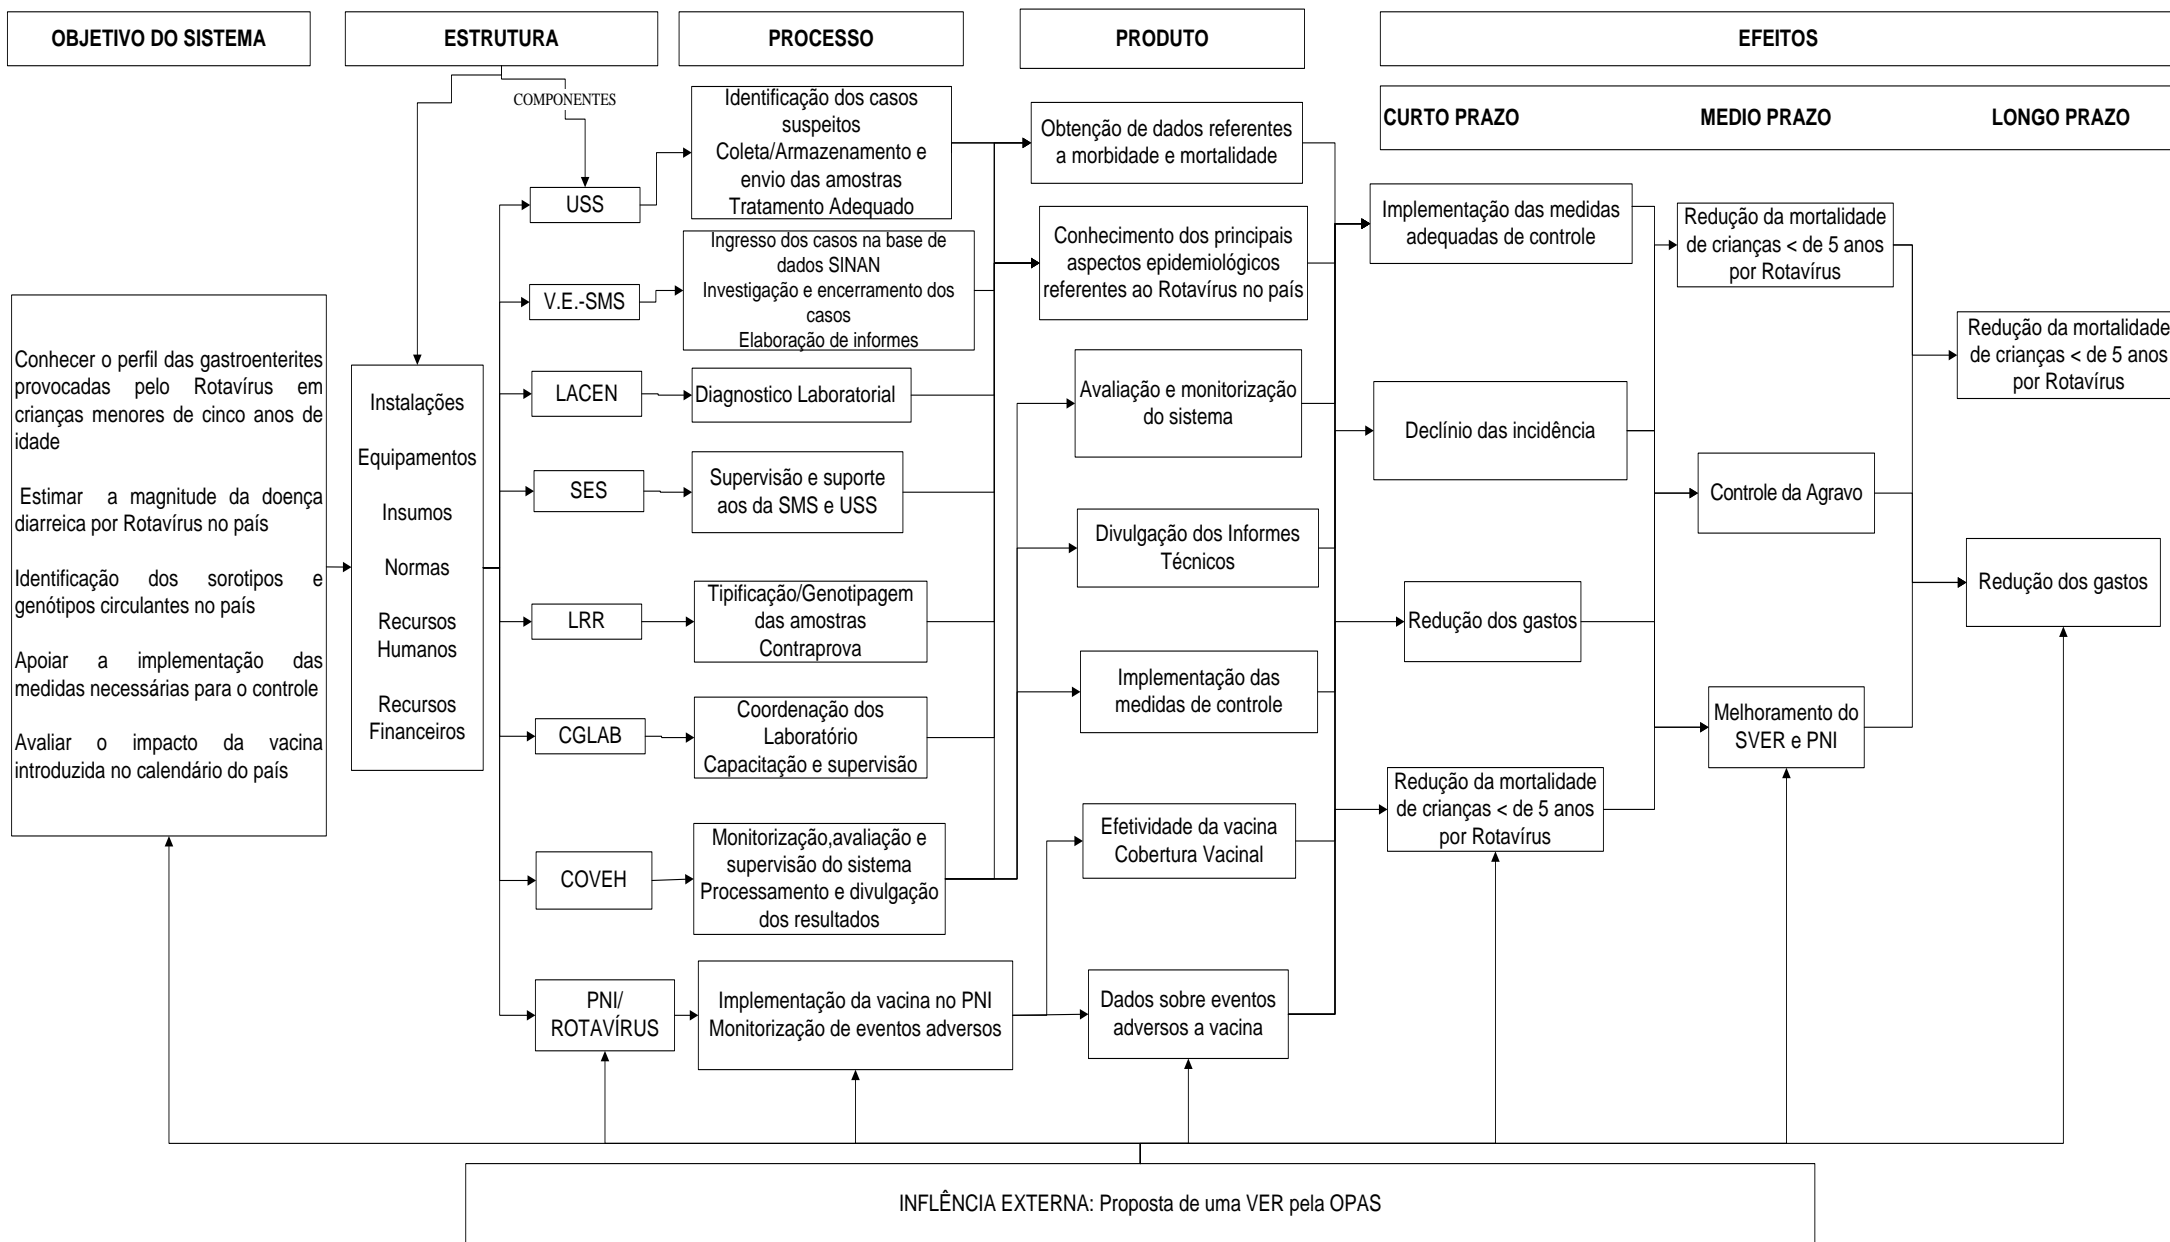 OBJETIVO DO SISTEMA
ESTRUTURA
PROCESSO
PRODUTO
EFEITOS
CURTO PRAZO
MEDIO PRAZO
LONGO PRAZO
Conhecer o perfil das gastroenterites
provocadas pelo Rotavírus em
crianças menores de cinco anos de
idade
Estimar a magnitude da doença
diarreica por Rotavírus no país
Identificação dos sorotipos e
genótipos circulantes no país
Apoiar a implementação das
medidas necessárias para o controle
Avaliar o impacto da vacina
introduzida no calendário do país
COMPONENTES
Instalações
Equipamentos
Insumos
Normas
Recursos
Humanos
Recursos
Financeiros
USS
V.E.-SMS
LACEN
SES
LRR
CGLAB
COVEH
PNI/
ROTAVÍRUS
Identificação dos casos
suspeitos
Coleta/Armazenamento e
envio das amostras
Tratamento Adequado
Ingresso dos casos na base de
dados SINAN
Investigação e encerramento dos
casos
Elaboração de informes
Diagnostico Laboratorial
Supervisão e suporte
aos da SMS e USS
Tipificação/Genotipagem
das amostras
Contraprova
Coordenação dos
Laboratório
Capacitação e supervisão
Monitorização,avaliação e
supervisão do sistema
Processamento e divulgação
dos resultados
Implementação da vacina no PNI
Monitorização de eventos adversos
Obtenção de dados referentes
a morbidade e mortalidade
Conhecimento dos principais
aspectos epidemiológicos
referentes ao Rotavírus no país
Avaliação e monitorização
do sistema
Divulgação dos Informes
Técnicos
Implementação das
medidas de controle
Efetividade da vacina
Cobertura Vacinal
Dados sobre eventos
adversos a vacina
Implementação das medidas
adequadas de controle
Declínio das incidência
Redução dos gastos
Redução da mortalidade
de crianças < de 5 anos
por Rotavírus
Redução da mortalidade
de crianças < de 5 anos
por Rotavírus
Controle da Agravo
Melhoramento do
SVER e PNI
Redução da mortalidade
de crianças < de 5 anos
por Rotavírus
Redução dos gastos
INFLÊNCIA EXTERNA: Proposta de uma VER pela OPAS